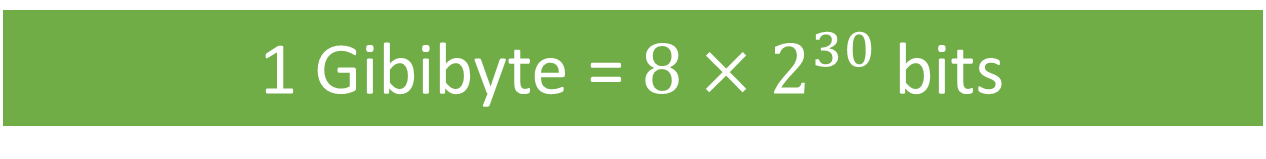 1 Gibibyte = 8 × 2³⁰ bits